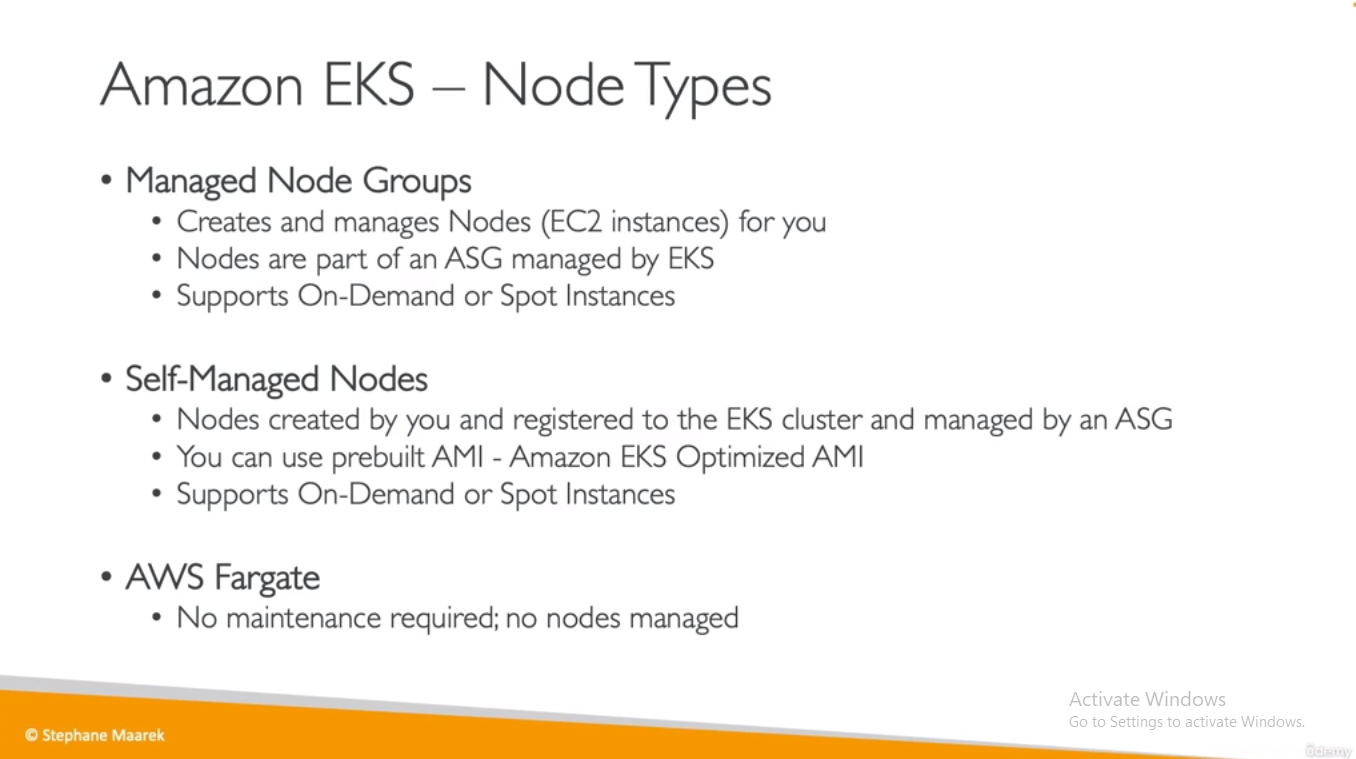 Amazon EKS – Node Types
• Managed Node Groups
• Creates and manages Nodes (EC2 instances) for you
• Nodes are part of an ASG managed by EKS
• Supports On-Demand or Spot Instances
• Self-Managed Nodes
• Nodes created by you and registered to the EKS cluster and managed by an ASG
• You can use prebuilt AMI - Amazon EKS Optimized AMI
• Supports On-Demand or Spot Instances
• AWS Fargate
• No maintenance required; no nodes managed
Activate Windows
Go to Settings to activate Windows.
© Stephane Maarek
ûdemy